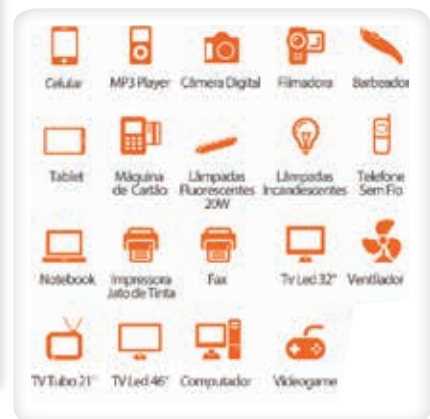 Celular MP3 Player Câmera Digital Filmadora Barbeador
Tablet Máquina Lâmpadas Lâmpadas Telefone
de Cartão Fluorescentes Incandescentes Sem Fio
20W
Notebook Impressora Fax Tv Led 32" Ventilador
Jato de Tinta
TV Tubo 21" TV Led 46" Computador Videogame